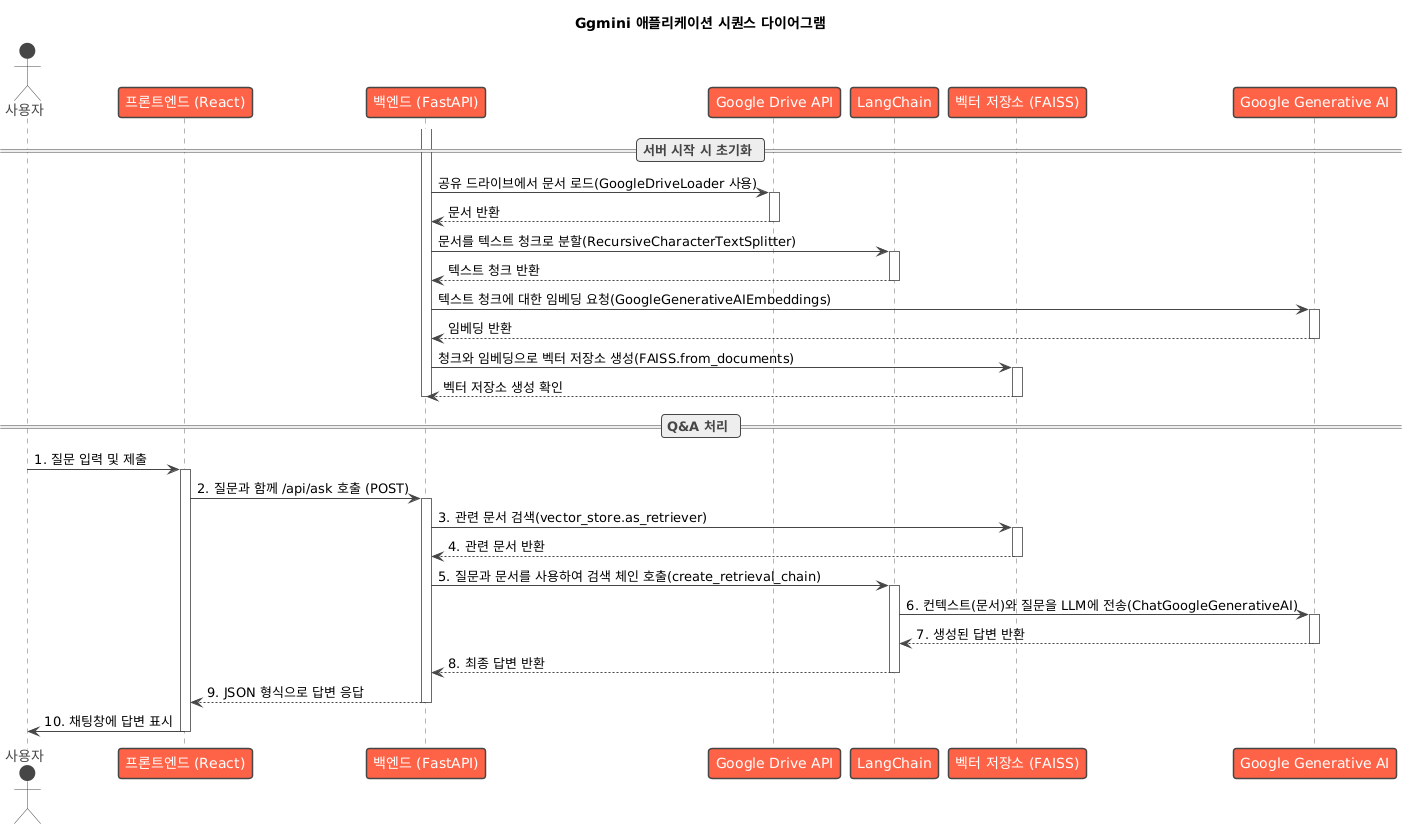 Ggmini 애플리케이션 시퀀스 다이어그램
사용자
프론트엔드 (React)
백엔드 (FastAPI)
Google Drive API
LangChain
벡터 저장소 (FAISS)
Google Generative AI
서버 시작 시 초기화
공유 드라이브에서 문서 로드(GoogleDriveLoader 사용)
문서 반환
문서를 텍스트 청크로 분할(RecursiveCharacterTextSplitter)
텍스트 청크 반환
텍스트 청크에 대한 임베딩 요청(GoogleGenerativeAIEmbeddings)
임베딩 반환
청크와 임베딩으로 벡터 저장소 생성(FAISS.from_documents)
벡터 저장소 생성 확인
Q&A 처리
1. 질문 입력 및 제출
2. 질문과 함께 /api/ask 호출 (POST)
3. 관련 문서 검색(vector_store.as_retriever)
4. 관련 문서 반환
5. 질문과 문서를 사용하여 검색 체인 호출(create_retrieval_chain)
6. 컨텍스트(문서)와 질문을 LLM에 전송(ChatGoogleGenerativeAI)
7. 생성된 답변 반환
8. 최종 답변 반환
9. JSON 형식으로 답변 응답
10. 채팅창에 답변 표시
사용자
프론트엔드 (React)
백엔드 (FastAPI)
Google Drive API
LangChain
벡터 저장소 (FAISS)
Google Generative AI